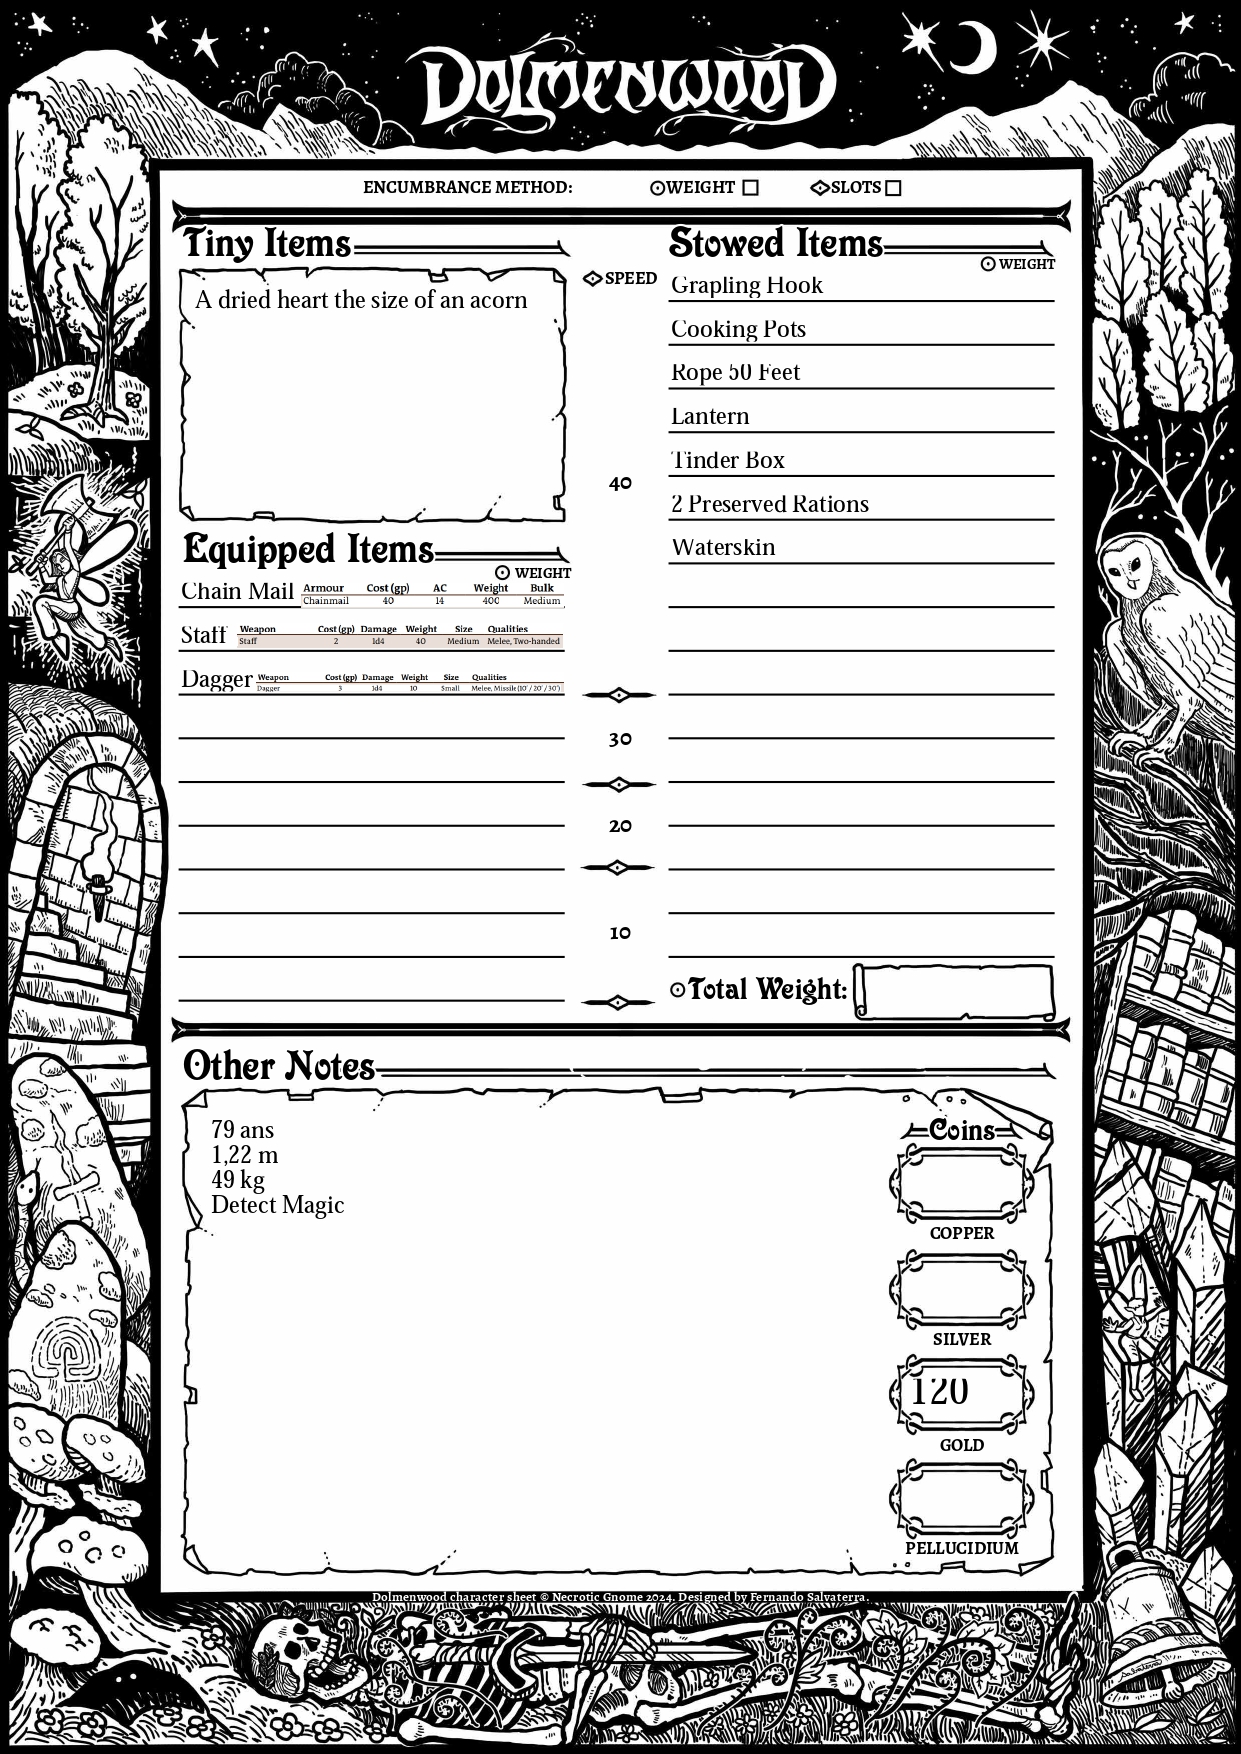 DOLMENWOOD
ENCUMBRANCE METHOD: WEIGHT SLOTS
Tiny Items
A dried heart the size of an acorn
Equipped Items
WEIGHT
Chain Mail
Armour Cost (gp) AC Weight Bulk
Chainmail 40 14 400 Medium
Staff
Weapon Cost (gp) Damage Weight Size Qualities
Staff 2 1d4 40 Medium Melee, Two-handed
Dagger
Weapon Cost (gp) Damage Weight Size Qualities
Dagger 3 1d4 10 Small Melee, Missile (10' / 20' / 30')
SPEED
40
30
20
10
Stowed Items
WEIGHT
Grapling Hook
Cooking Pots
Rope 50 Feet
Lantern
Tinder Box
2 Preserved Rations
Waterskin
Total Weight:
Other Notes
79 ans
1,22 m
49 kg
Detect Magic
Coins
COPPER
SILVER
120
GOLD
PELLUCIDIUM
Dolmenwood character sheet © Necrotic Gnome 2024. Designed by Fernando Salvaterra.